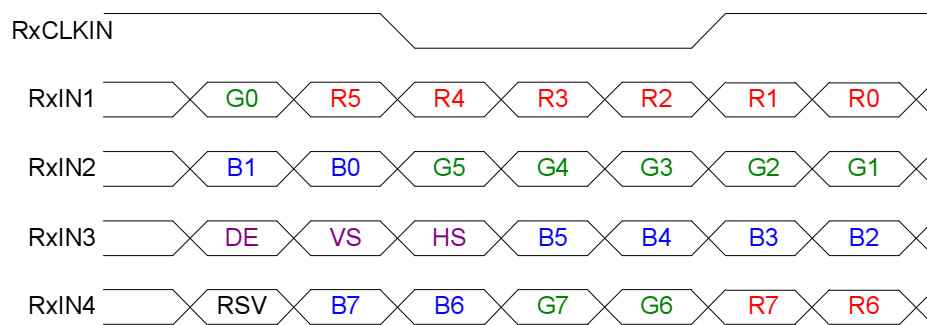 RxCLKIN
RxIN1 G0 R5 R4 R3 R2 R1 R0
RxIN2 B1 B0 G5 G4 G3 G2 G1
RxIN3 DE VS HS B5 B4 B3 B2
RxIN4 RSV B7 B6 G7 G6 R7 R6